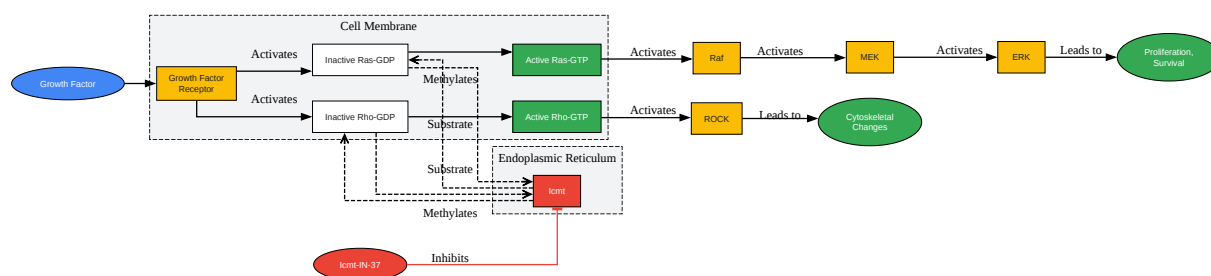 Cell Membrane
Activates
Inactive Ras-GDP
Active Ras-GTP
Activates
Raf
Activates
MEK
Activates
ERK
Leads to
Proliferation,
Survival
Growth Factor
Growth Factor
Receptor
Methylates
Activates
Inactive Rho-GDP
Substrate
Active Rho-GTP
Activates
ROCK
Leads to
Cytoskeletal
Changes
Endoplasmic Reticulum
Substrate
Icmt
Methylates
Icmt-IN-37
Inhibits